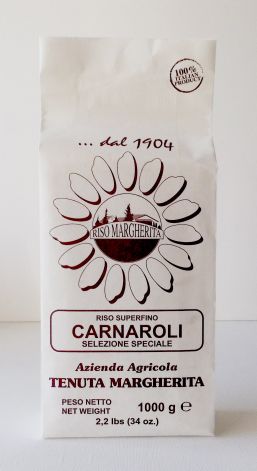 100%
ITALIAN
PRODUCT
... dal 1904
RISO MARGHERITA
RISO SUPERFINO
CARNAROLI
SELEZIONE SPECIALE
Azienda Agricola
TENUTA MARGHERITA
PESO NETTO
NET WEIGHT
1000 g e
2,2 lbs (34 oz.)